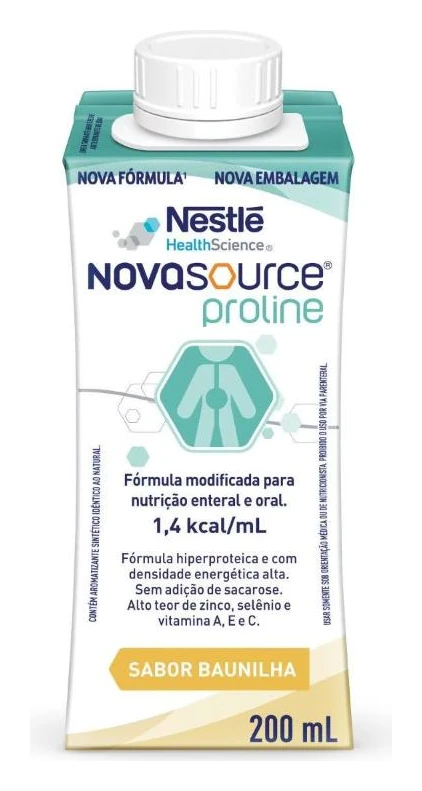 NOVA FÓRMULA¹ NOVA EMBALAGEM
Nestlé
HealthScience®
NOVASOURCE®
proline
Fórmula modificada para
nutrição enteral e oral.
1,4 kcal/mL
Fórmula hiperproteica e com
densidade energética alta.
Sem adição de sacarose.
Alto teor de zinco, selênio e
vitamina A, E e C.
CONTÉM AROMATIZANTE SINTÉTICO IDÊNTICO AO NATURAL.
USAR SOMENTE SOB ORIENTAÇÃO MÉDICA OU DE NUTRICIONISTA. PROIBIDO O USO POR VIA PARENTERAL.
SABOR BAUNILHA
200 mL